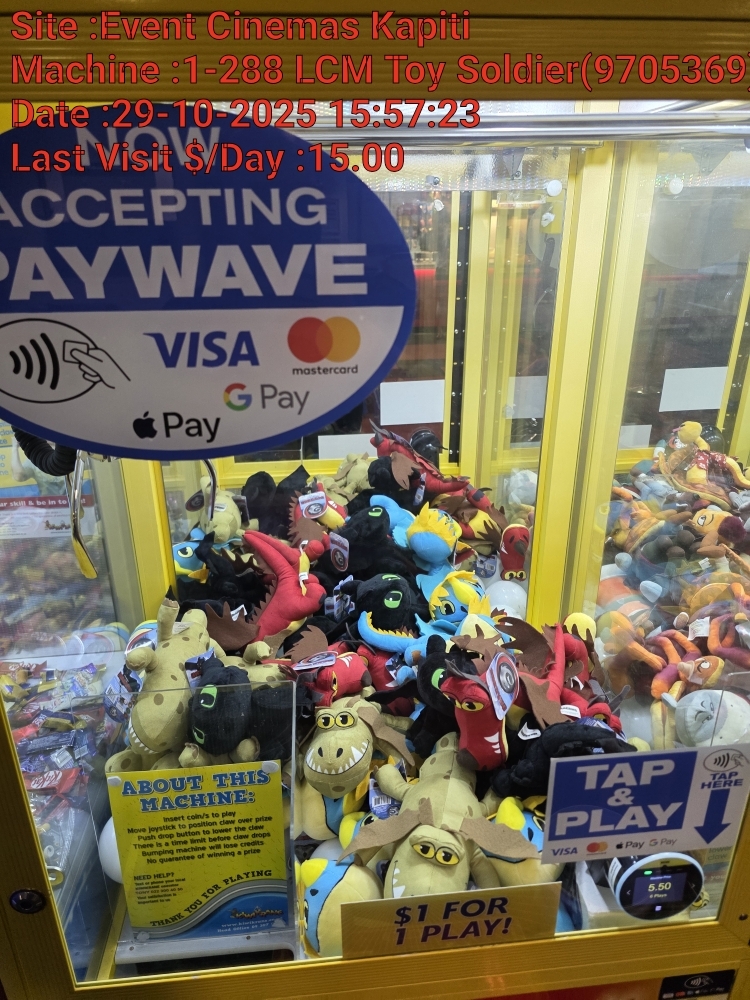 Site :Event Cinemas Kapiti
Machine :1-288 LCM Toy Soldier(9705369)
Date :29-10-2025 15:57:23
Last Visit $/Day :15.00
NOW
ACCEPTING
PAYWAVE
VISA
mastercard
G Pay
Pay
ABOUT THIS
MACHINE:
Insert coin/s to play
Move joystick to position claw over prize
Push drop button to lower the claw
There is a time limit before claw drops
Bumping machine will lose credits
No guarantee of winning a prize
NEED HELP?
THANK YOU FOR PLAYING
$1 FOR
1 PLAY!
TAP
&
PLAY
VISA
Pay G Pay
TAP
HERE
5.50